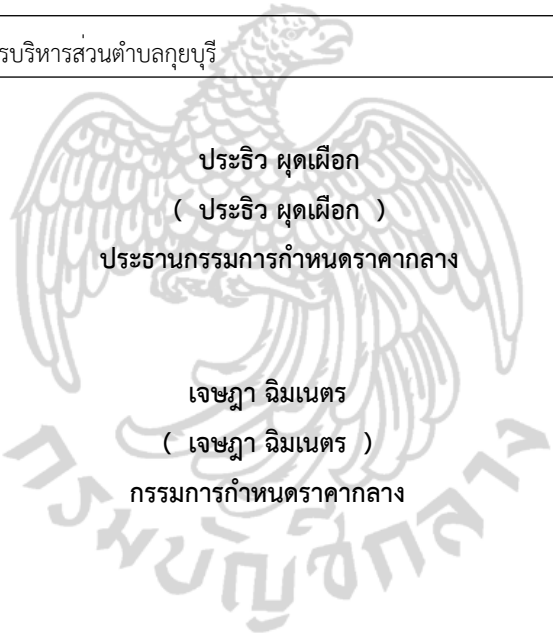 รบริหารส่วนตำบลกุยบุรี
ประธิว ผุดเผือก
( ประธิว ผุดเผือก )
ประธานกรรมการกำหนดราคากลาง
เจษฎา ฉิมเนตร
( เจษฎา ฉิมเนตร )
กรรมการกำหนดราคากลาง
กรมบัญชีกลาง